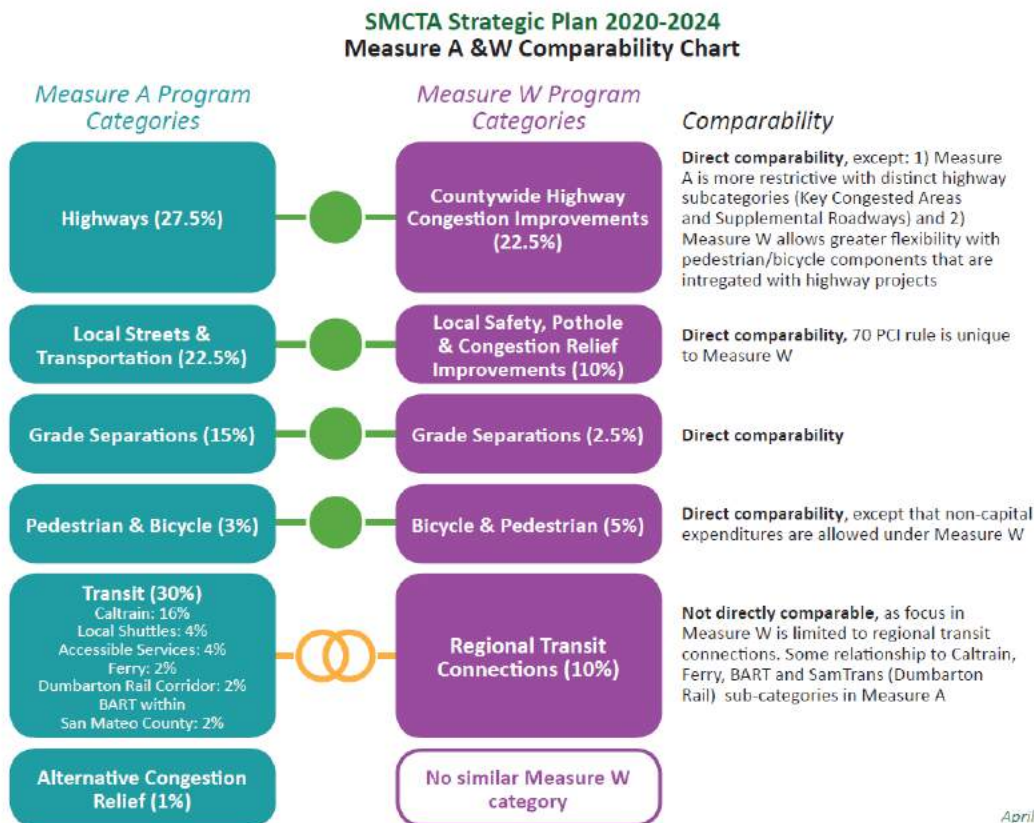 SMCTA Strategic Plan 2020-2024
Measure A &W Comparability Chart
Measure A Program
Categories
Measure W Program
Categories
Comparability
Highways (27.5%)
Countywide Highway
Congestion Improvements
(22.5%)
Direct comparability, except: 1) Measure
A is more restrictive with distinct highway
subcategories (Key Congested Areas
and Supplemental Roadways) and 2)
Measure W allows greater flexibility with
pedestrian/bicycle components that are
intregated with highway projects
Local Streets &
Transportation (22.5%)
Local Safety, Pothole
& Congestion Relief
Improvements (10%)
Direct comparability, 70 PCI rule is unique
to Measure W
Grade Separations (15%)
Grade Separations (2.5%)
Direct comparability
Pedestrian & Bicycle (3%)
Bicycle & Pedestrian (5%)
Direct comparability, except that non-capital
expenditures are allowed under Measure W
Transit (30%)
Caltrain: 16%
Local Shuttles: 4%
Accessible Services: 4%
Ferry: 2%
Dumbarton Rail Corridor: 2%
BART within
San Mateo County: 2%
Regional Transit
Connections (10%)
Not directly comparable, as focus in
Measure W is limited to regional transit
connections. Some relationship to Caltrain,
Ferry, BART and SamTrans (Dumbarton
Rail) sub-categories in Measure A
Alternative Congestion
Relief (1%)
No similar Measure W
category
April